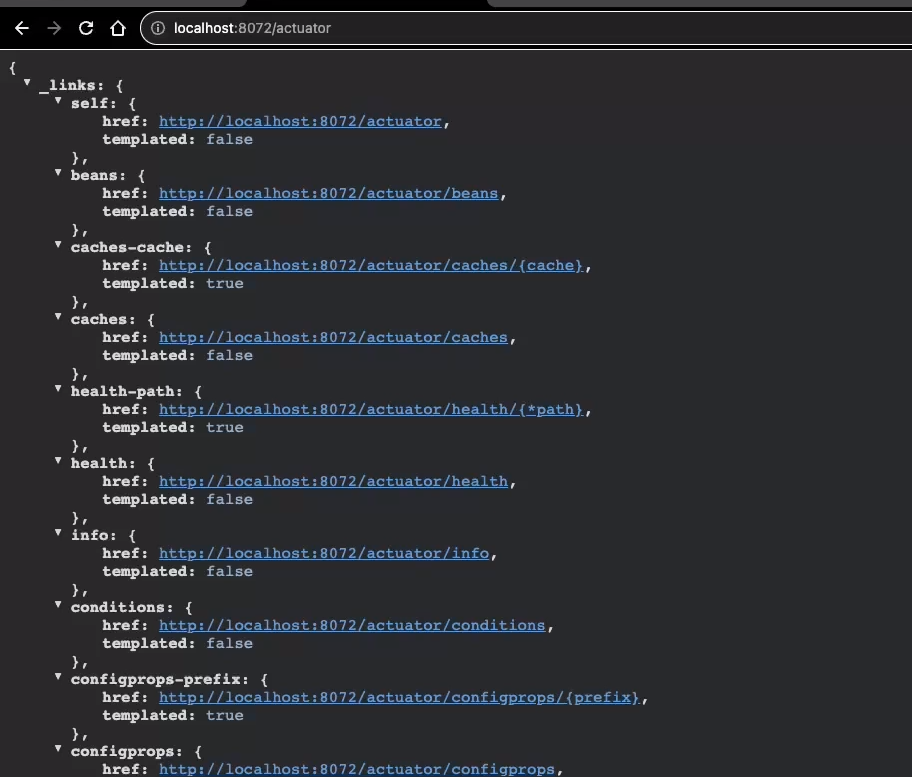 localhost:8072/actuator
{
_links: {
self: {
href: http://localhost:8072/actuator,
templated: false
},
beans: {
href: http://localhost:8072/actuator/beans,
templated: false
},
caches-cache: {
href: http://localhost:8072/actuator/caches/{cache},
templated: true
},
caches: {
href: http://localhost:8072/actuator/caches,
templated: false
},
health-path: {
href: http://localhost:8072/actuator/health/{*path},
templated: true
},
health: {
href: http://localhost:8072/actuator/health,
templated: false
},
info: {
href: http://localhost:8072/actuator/info,
templated: false
},
conditions: {
href: http://localhost:8072/actuator/conditions,
templated: false
},
configprops-prefix: {
href: http://localhost:8072/actuator/configprops/{prefix},
templated: true
},
configprops: {
href: http://localhost:8072/actuator/configprops,